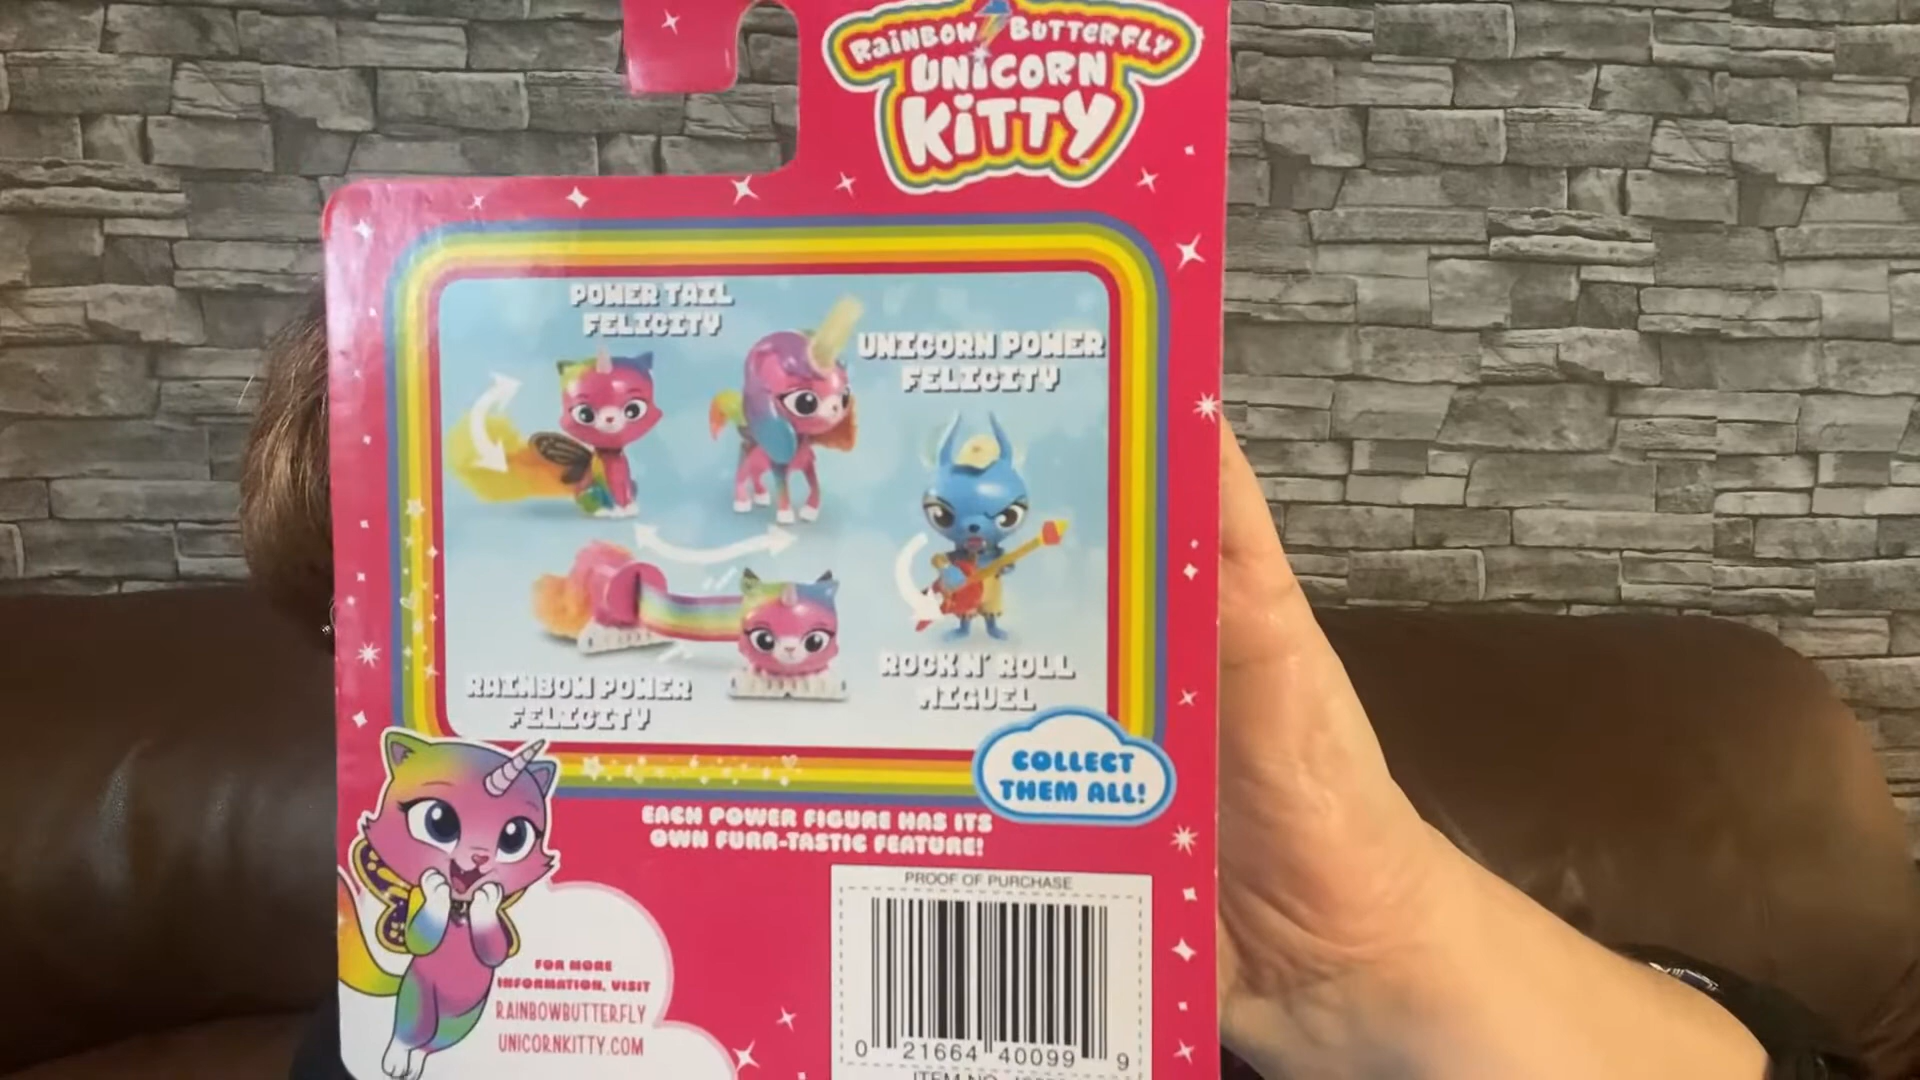 RAINBOW BUTTERFLY
UNICORN
KITTY
POWER TAIL
FELICITY
UNICORN POWER
FELICITY
RAINBOW POWER
FELICITY
ROCK N' ROLL
MIGUEL
COLLECT
THEM ALL!
EACH POWER FIGURE HAS ITS
OWN FURR-TASTIC FEATURE!
PROOF OF PURCHASE
FOR MORE
INFORMATION, VISIT
RAINBOWBUTTERFLY
UNICORNKITTY.COM
0 21664 40099 9
ITEM NO.